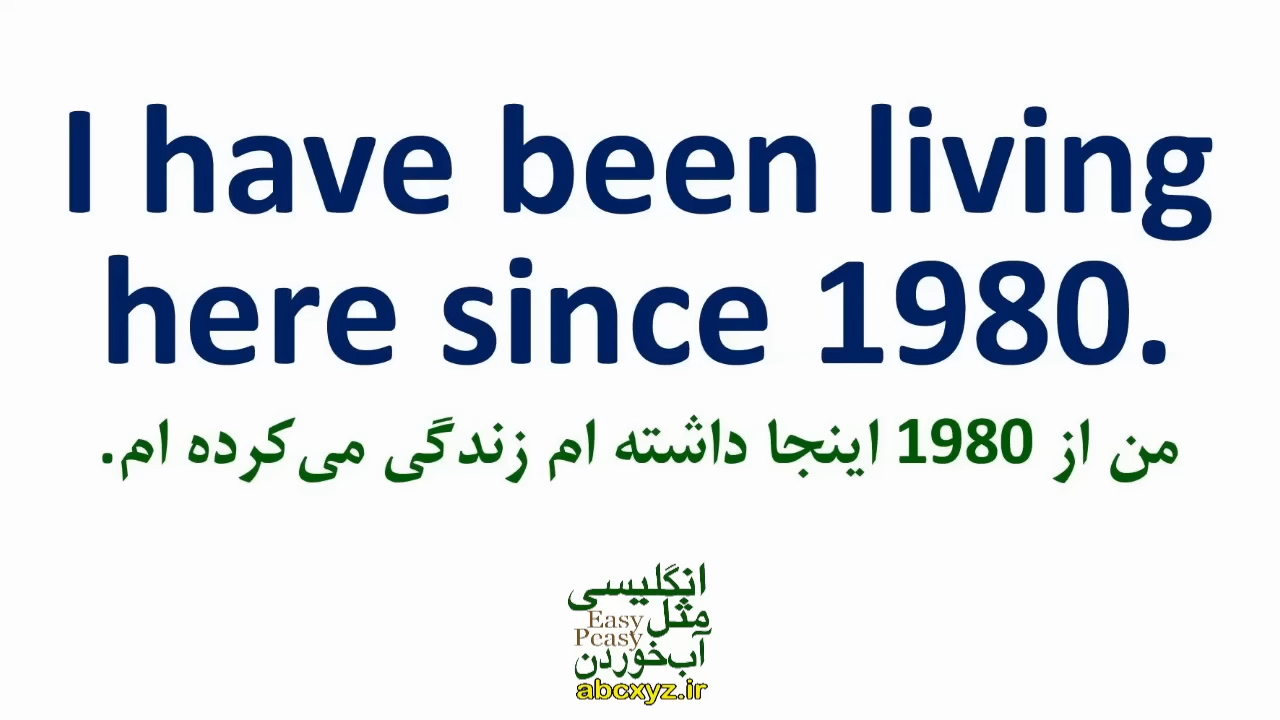 I have been living
here since 1980.
من از 1980 اینجا داشته ام زندگی می‌کرده ام.
انگلیسی
مثل
Easy
Peasy
آب‌خوردن
abcxyz.ir